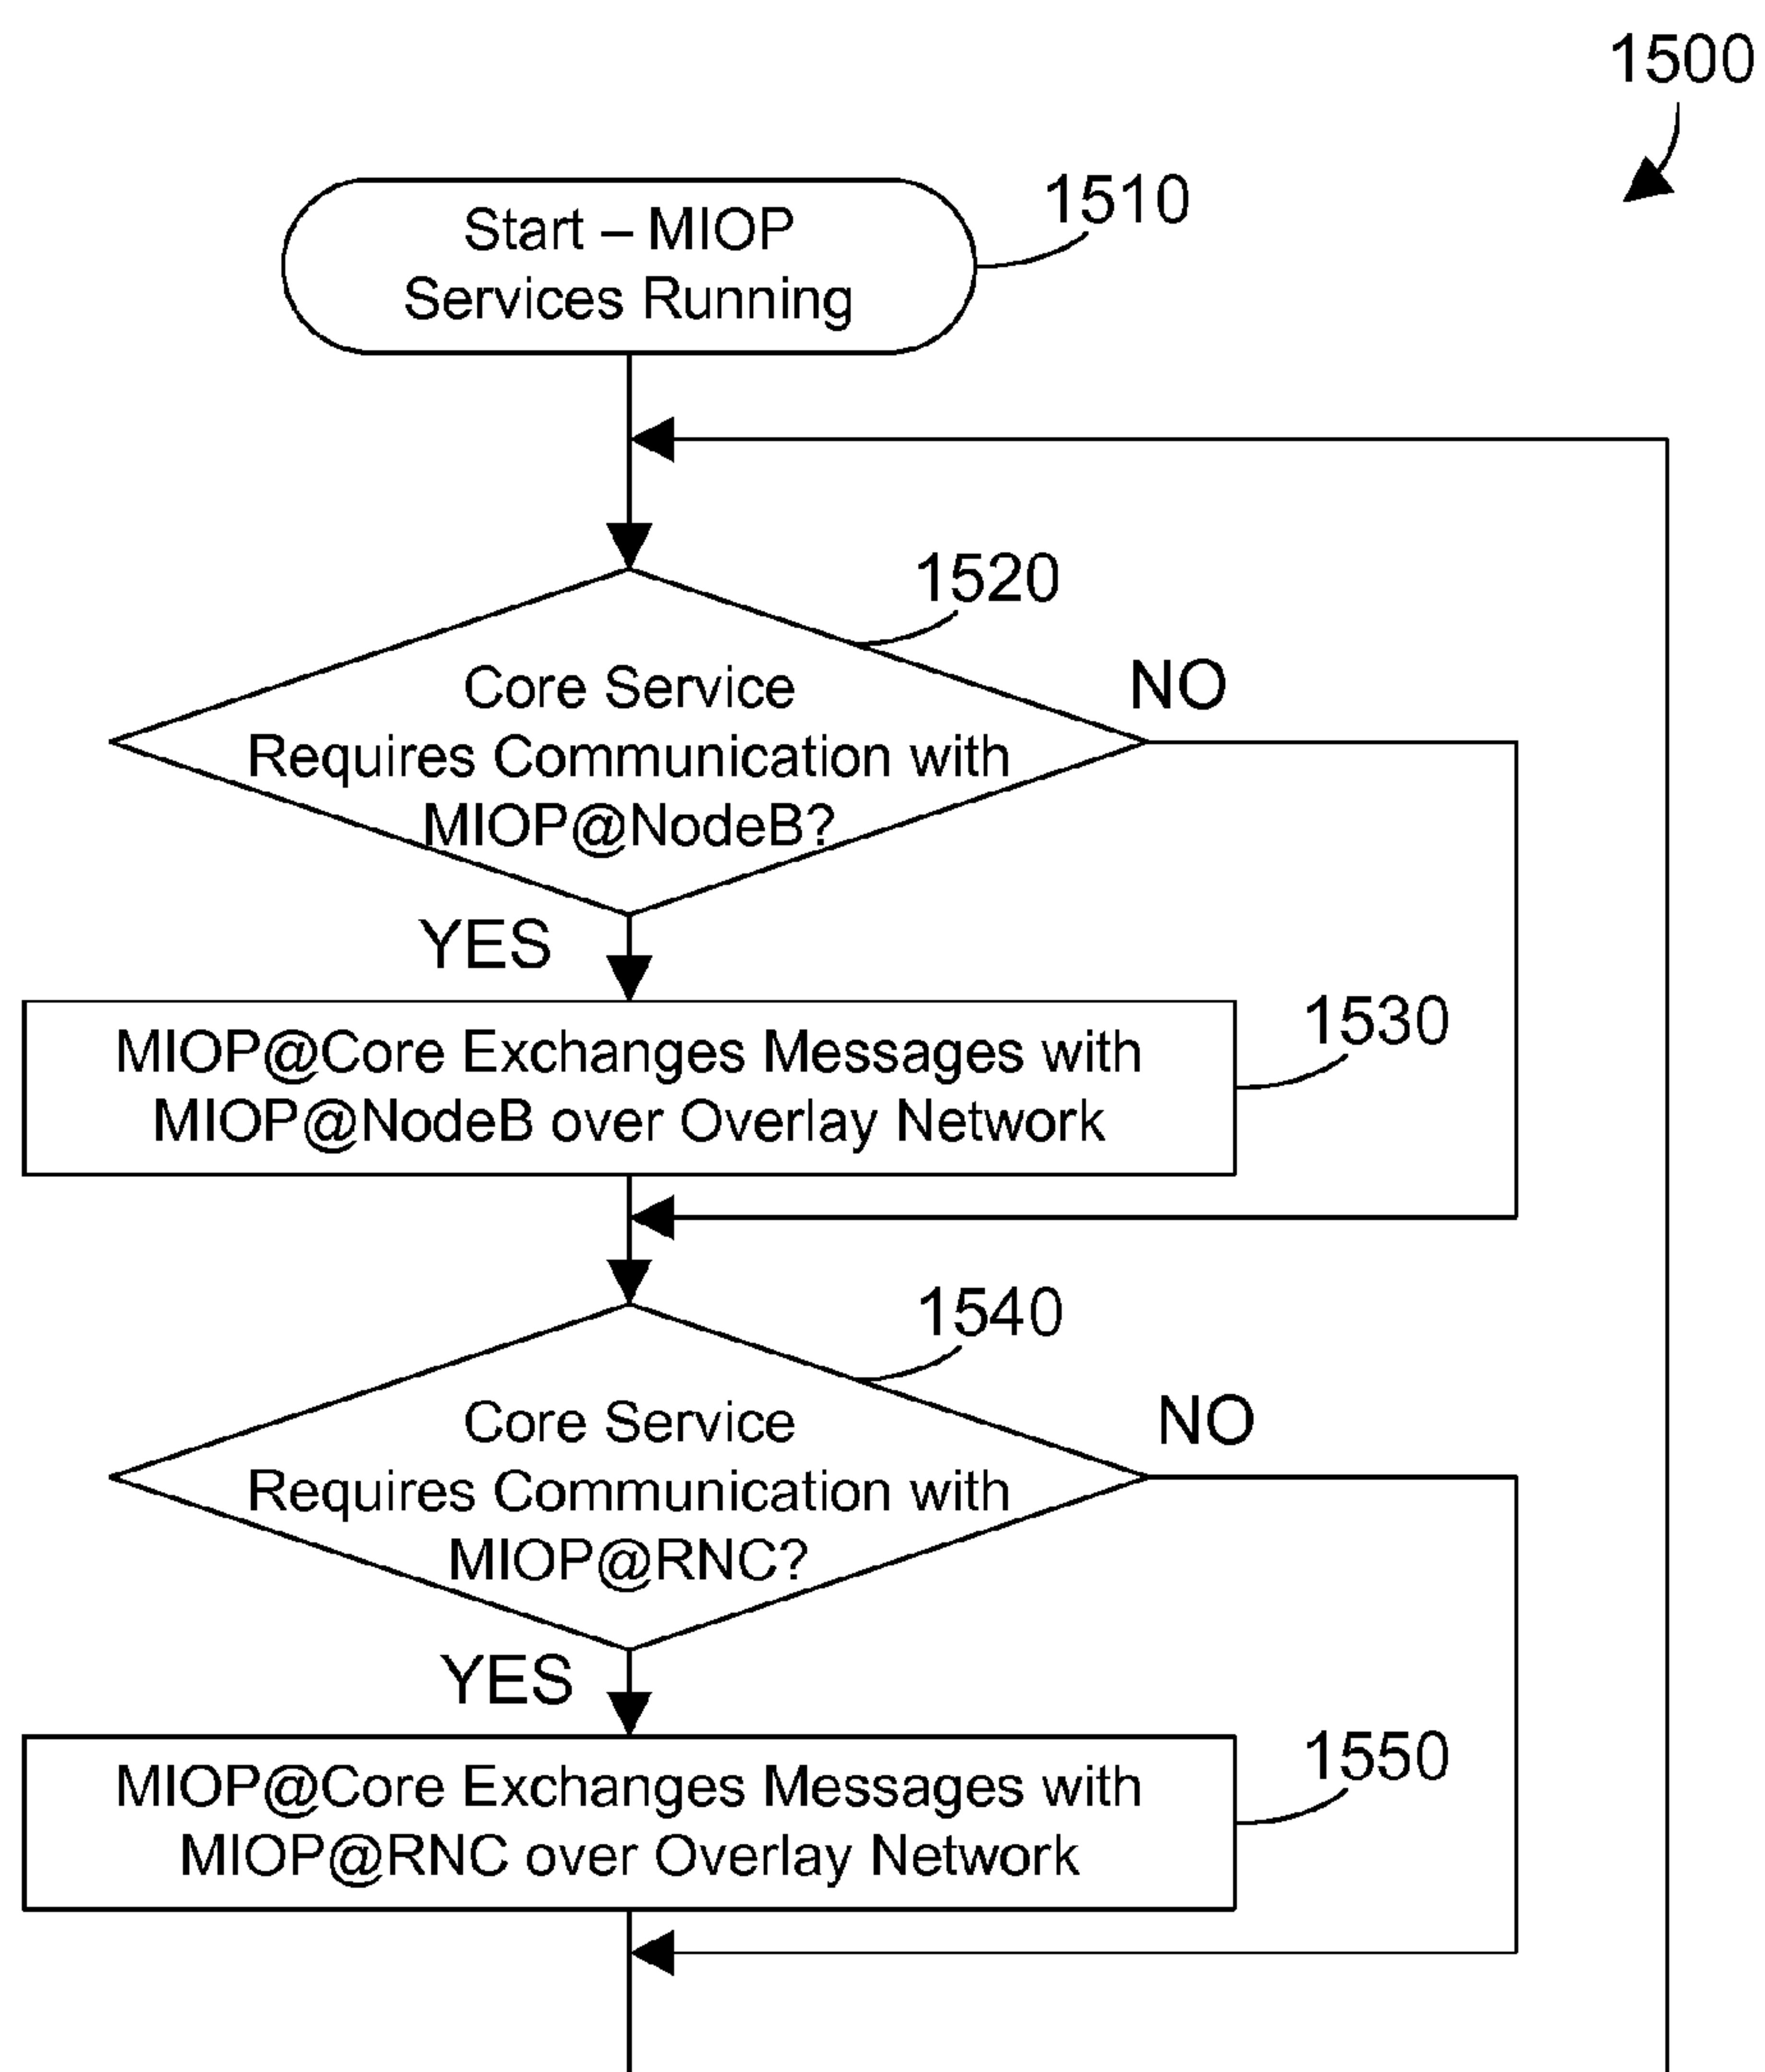 1500
1510
Start – MIOP
Services Running
1520
Core Service
Requires Communication with
MIOP@NodeB?
NO
YES
1530
MIOP@Core Exchanges Messages with
MIOP@NodeB over Overlay Network
1540
Core Service
Requires Communication with
MIOP@RNC?
NO
YES
1550
MIOP@Core Exchanges Messages with
MIOP@RNC over Overlay Network